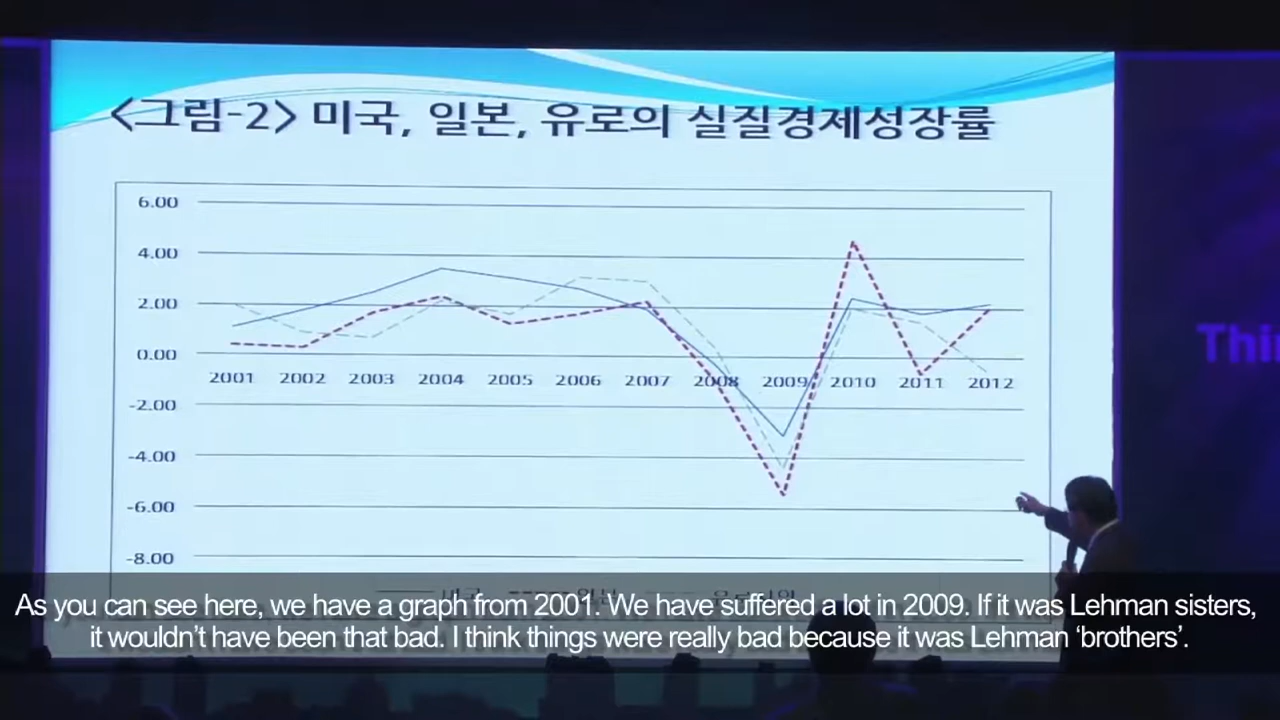 <그림-2> 미국, 일본, 유로의 실질경제성장률
6.00
4.00
2.00
0.00
2001 2002 2003 2004 2005 2006 2007 2008 2009 2010 2011 2012
-2.00
-4.00
-6.00
-8.00
Thi
As you can see here, we have a graph from 2001. We have suffered a lot in 2009. If it was Lehman sisters,
it wouldn't have been that bad. I think things were really bad because it was Lehman ‘brothers’.